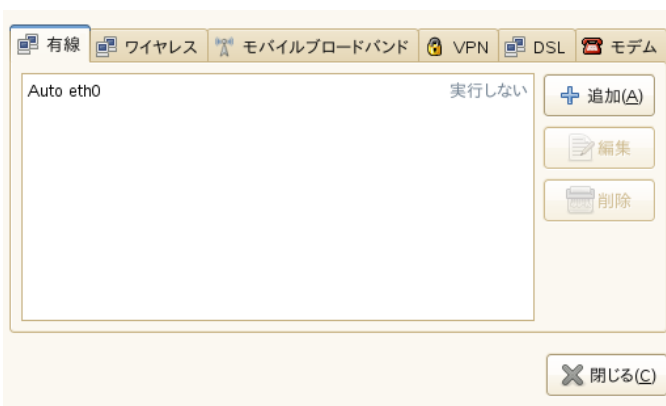 有線 ワイヤレス モバイルブロードバンド VPN DSL モデム
Auto eth0 実行しない
追加(A)
編集
削除
閉じる(C)